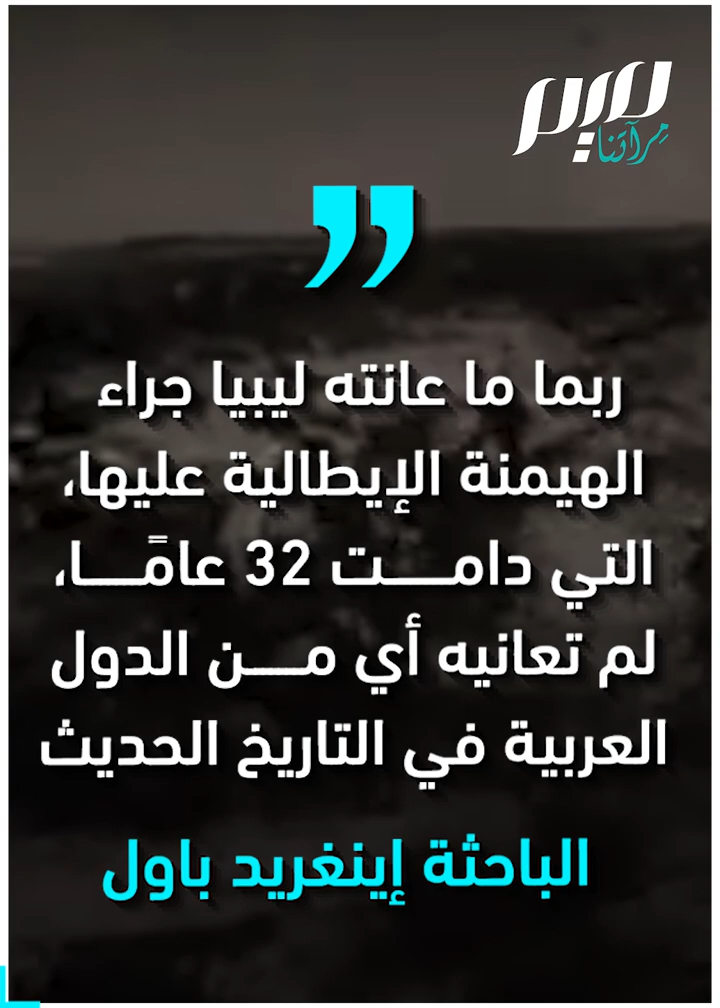 سير
مرآتنا
ربما ما عانته ليبيا جراء
الهيمنة الإيطالية عليها،
التي دامـــت 32 عامًـــا،
لم تعانيه أي مـــن الدول
العربية في التاريخ الحديث
الباحثة إينغريد باول